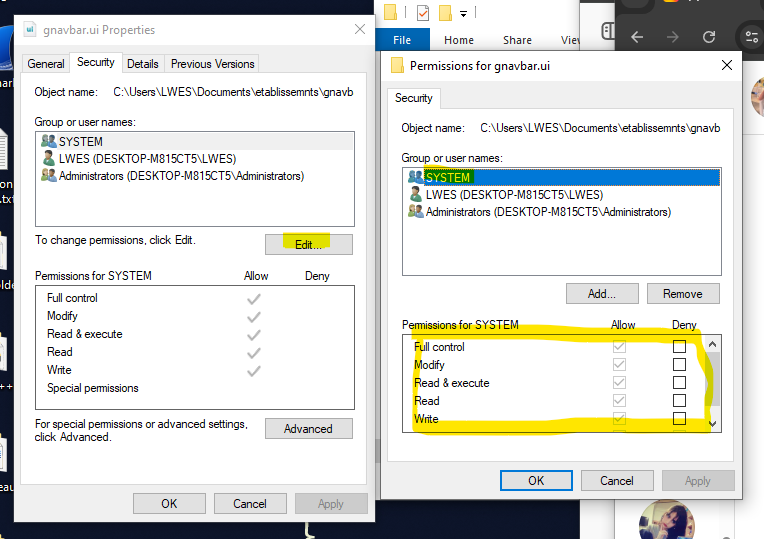 ui gnavbar.ui Properties
General Security Details Previous Versions
Object name: C:\Users\LWES\Documents\etablissemnts\gnavb
Group or user names:
SYSTEM
LWES (DESKTOP-M815CT5\LWES)
Administrators (DESKTOP-M815CT5\Administrators)
To change permissions, click Edit.
Edit...
Permissions for SYSTEM Allow Deny
Full control
Modify
Read & execute
Read
Write
Special permissions
For special permissions or advanced settings,
click Advanced.
Advanced
OK Cancel Apply
File
Permissions for gnavbar.ui
Security
Object name: C:\Users\LWES\Documents\etablissemnts\gnavb
Group or user names:
SYSTEM
LWES (DESKTOP-M815CT5\LWES)
Administrators (DESKTOP-M815CT5\Administrators)
Add... Remove
Permissions for SYSTEM Allow Deny
Full control
Modify
Read & execute
Read
Write
OK Cancel Apply
.txt
++
eau